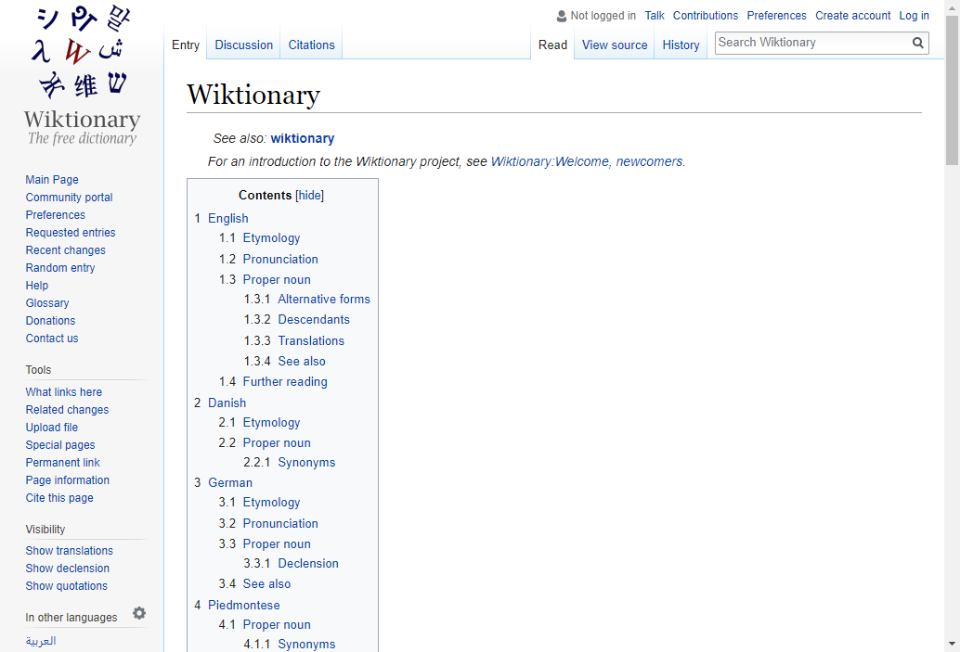 Not logged in Talk Contributions Preferences Create account Log in
Entry Discussion Citations Read View source History Search Wiktionary
シ 말
λ W ش
维 ש
Wiktionary
The free dictionary
Main Page
Community portal
Preferences
Requested entries
Recent changes
Random entry
Help
Glossary
Donations
Contact us
Tools
What links here
Related changes
Upload file
Special pages
Permanent link
Page information
Cite this page
Visibility
Show translations
Show declension
Show quotations
In other languages
العربية
Wiktionary
See also: wiktionary
For an introduction to the Wiktionary project, see Wiktionary:Welcome, newcomers.
Contents [hide]
1 English
1.1 Etymology
1.2 Pronunciation
1.3 Proper noun
1.3.1 Alternative forms
1.3.2 Descendants
1.3.3 Translations
1.3.4 See also
1.4 Further reading
2 Danish
2.1 Etymology
2.2 Proper noun
2.2.1 Synonyms
3 German
3.1 Etymology
3.2 Pronunciation
3.3 Proper noun
3.3.1 Declension
3.4 See also
4 Piedmontese
4.1 Proper noun
4.1.1 Synonyms